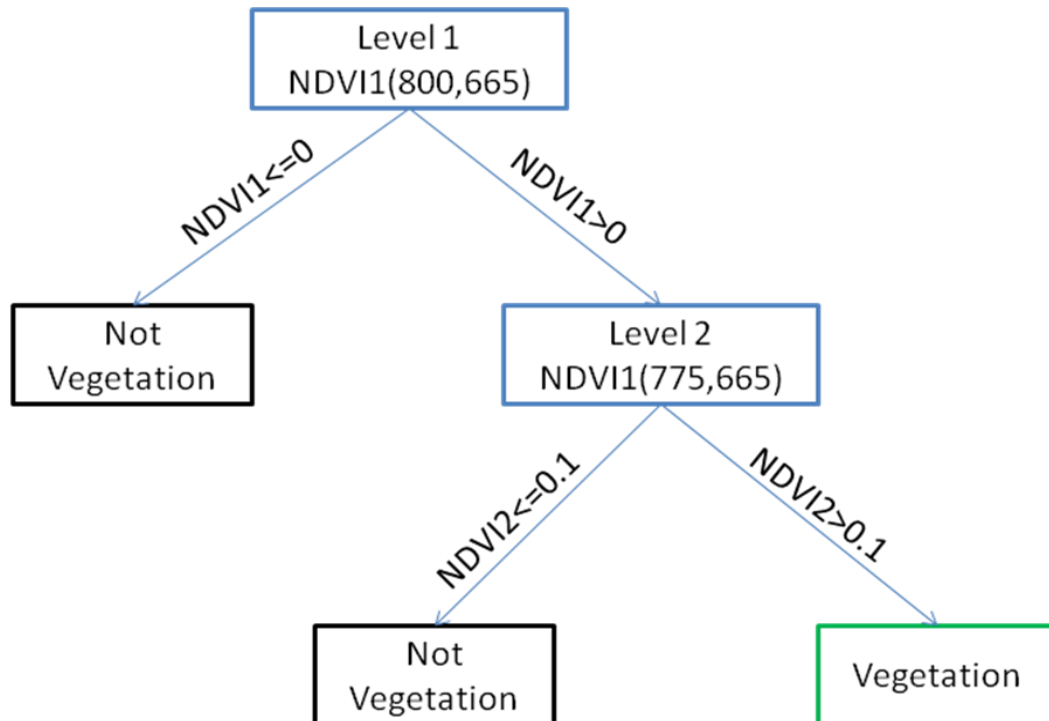 Level 1
NDVI1(800,665)
NDVI1<=0
NDVI1>0
Not
Vegetation
Level 2
NDVI1(775,665)
NDVI2<=0.1
NDVI2>0.1
Not
Vegetation
Vegetation